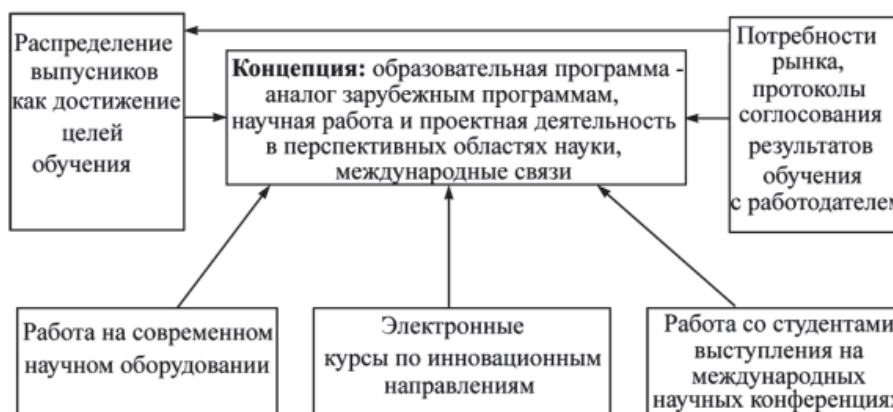 Распределение
выпусников
как достижение
целей
обучения
Концепция: образовательная программа -
аналог зарубежным программам,
научная работа и проектная деятельность
в перспективных областях науки,
международные связи
Потребности
рынка,
протоколы
соглосования
результатов
обучения
с работодателем
Работа на современном
научном оборудовании
Электронные
курсы по инновационным
направлениям
Работа со студентами
выступления на
международных
научных конференциях